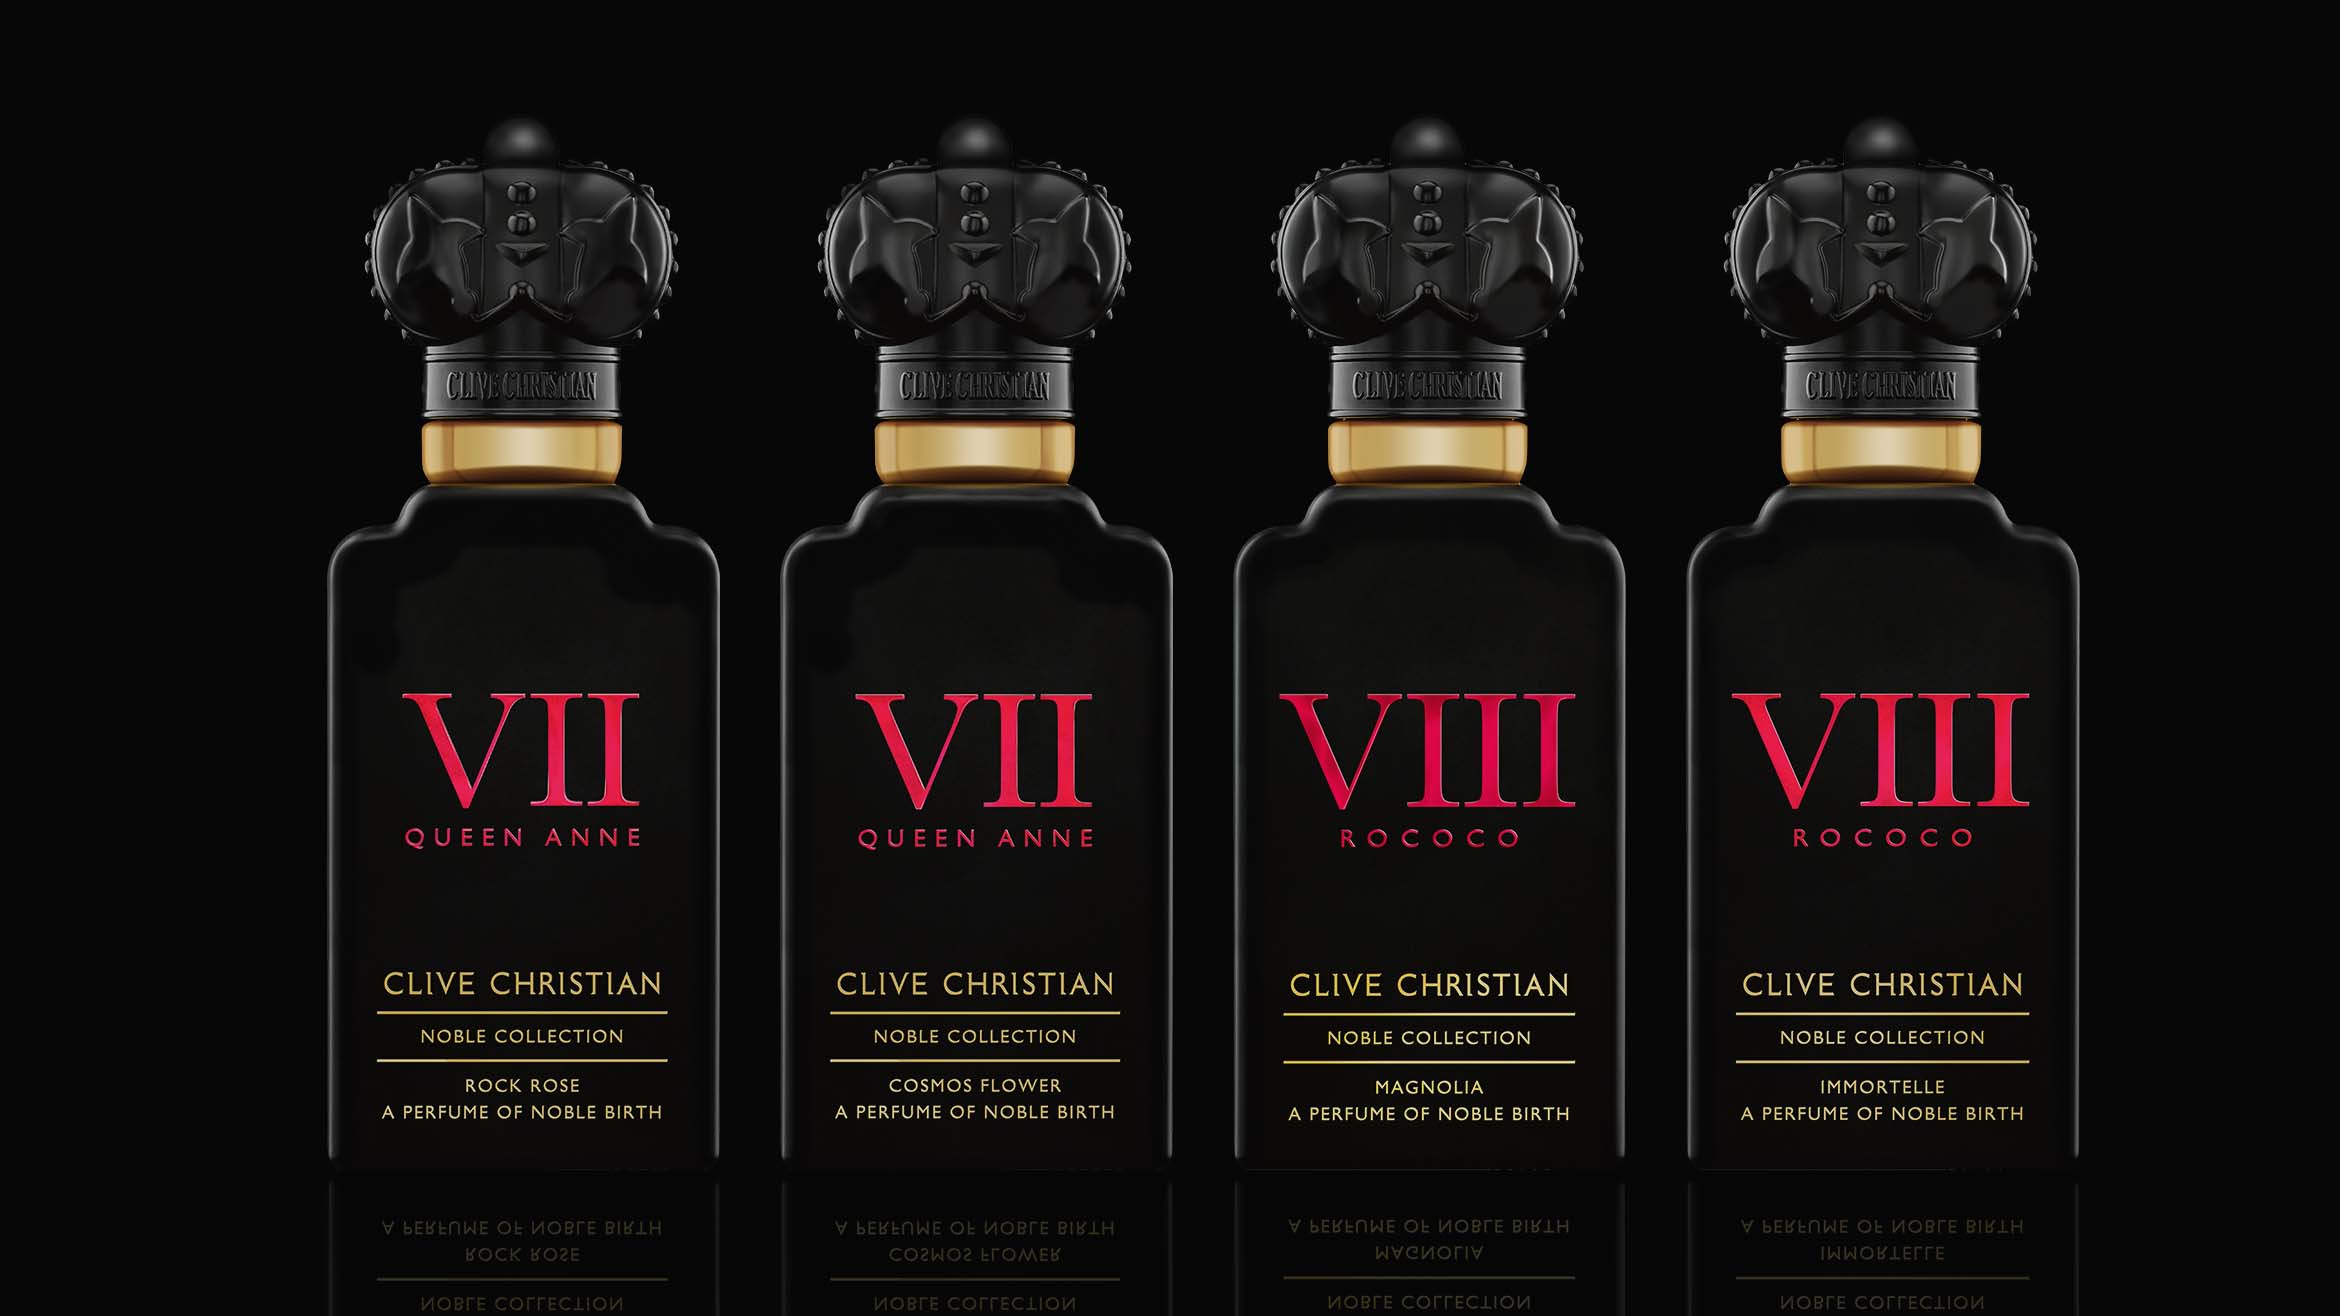 CLIVE CHRISTIAN
VII
QUEEN ANNE
CLIVE CHRISTIAN
NOBLE COLLECTION
ROCK ROSE
A PERFUME OF NOBLE BIRTH
CLIVE CHRISTIAN
VII
QUEEN ANNE
CLIVE CHRISTIAN
NOBLE COLLECTION
COSMOS FLOWER
A PERFUME OF NOBLE BIRTH
CLIVE CHRISTIAN
VIII
ROCOCO
CLIVE CHRISTIAN
NOBLE COLLECTION
MAGNOLIA
A PERFUME OF NOBLE BIRTH
CLIVE CHRISTIAN
VIII
ROCOCO
CLIVE CHRISTIAN
NOBLE COLLECTION
IMMORTELLE
A PERFUME OF NOBLE BIRTH